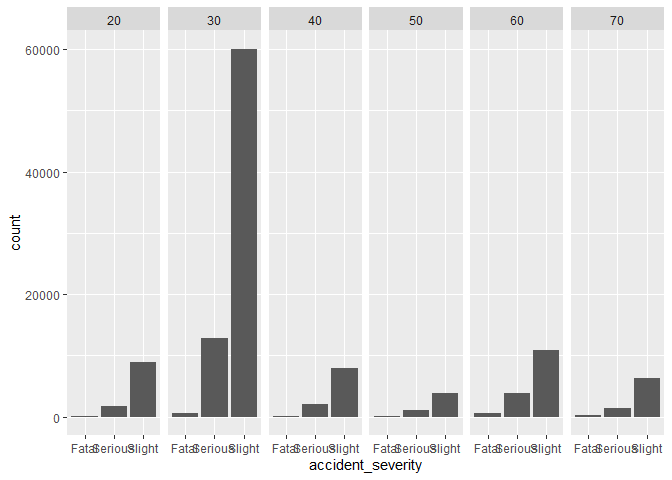 20 30 40 50 60 70
60000
40000
20000
0
count
Fatal Serious Slight Fatal Serious Slight Fatal Serious Slight Fatal Serious Slight Fatal Serious Slight Fatal Serious Slight
accident_severity